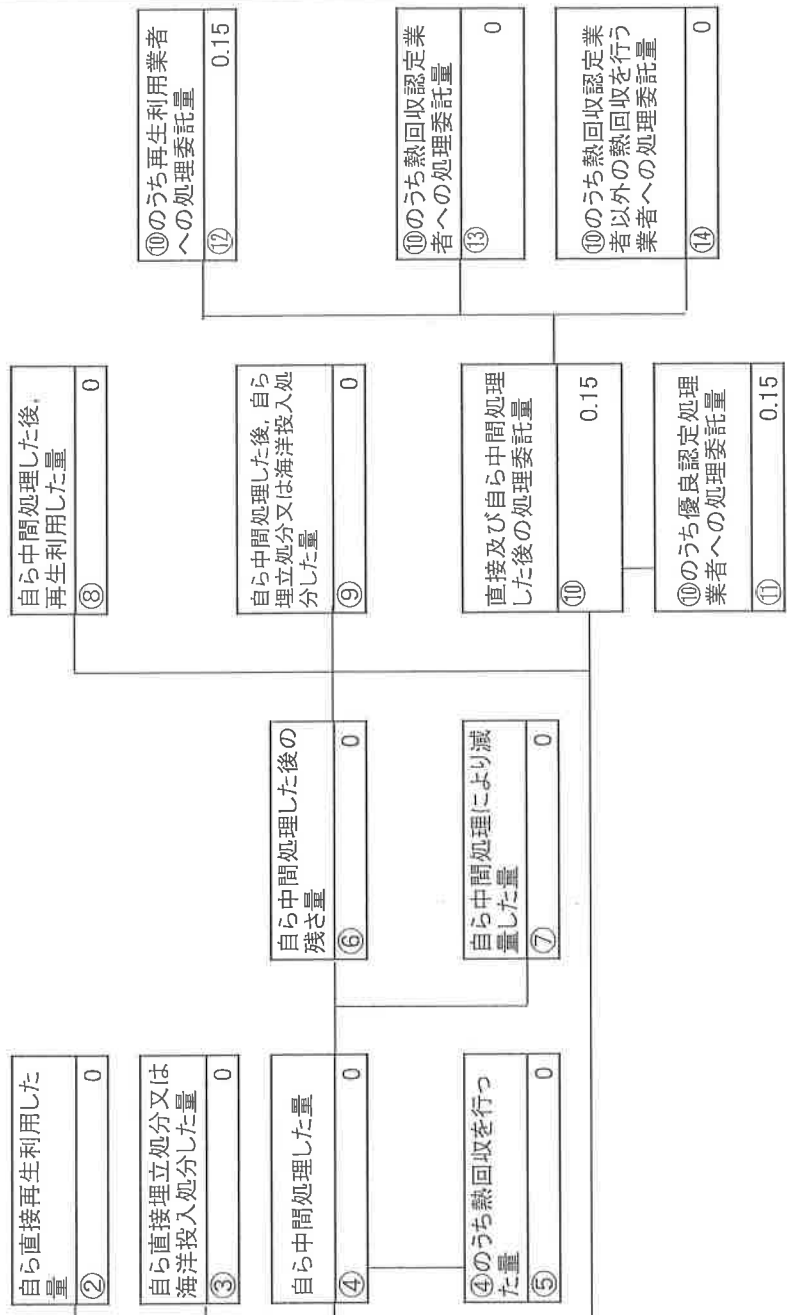 自ら直接再生利用した
量
② 0
自ら直接埋立処分又は
海洋投入処分した量
③ 0
自ら中間処理した量
④ 0
④のうち熱回収を行っ
た量
⑤ 0
自ら中間処理した後の
残さ量
⑥ 0
自ら中間処理により減
量した量
⑦ 0
自ら中間処理した後,
再生利用した量
⑧ 0
自ら中間処理した後, 自ら
埋立処分又は海洋投入処
分した量
⑨ 0
直接及び自ら中間処理
した後の処理委託量
⑩ 0.15
⑩のうち優良認定処理
業者への処理委託量
⑪ 0.15
⑩のうち再生利用業者
への処理委託量
⑫ 0.15
⑩のうち熱回収認定業
者への処理委託量
⑬ 0
⑩のうち熱回収認定業
者以外の熱回収を行う
業者への処理委託量
⑭ 0